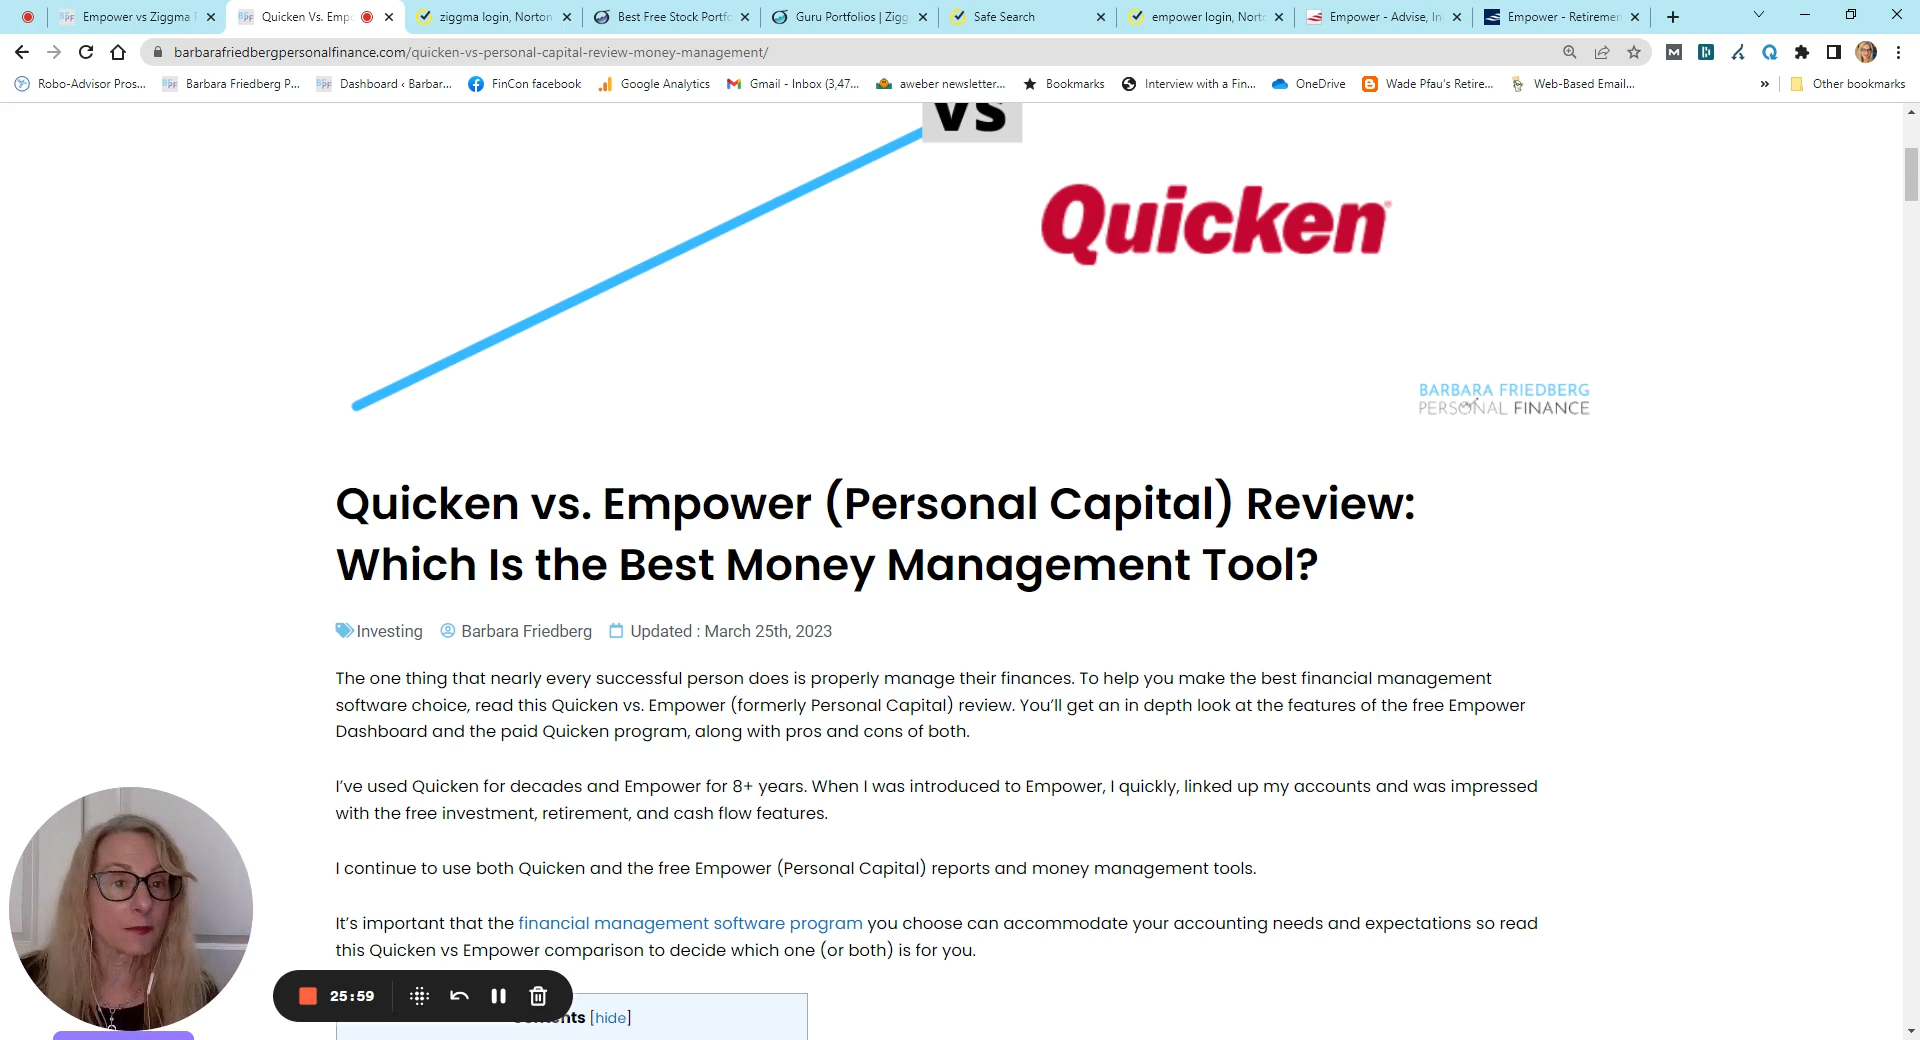 Empower vs Ziggma
Quicken Vs. Emp
ziggma login, Norton
Best Free Stock Portfo
Guru Portfolios | Zigg
Safe Search
empower login, Nort
Empower - Advise, In
Empower - Retiremen
barbarafriedbergpersonalfinance.com/quicken-vs-personal-capital-review-money-management/
Robo-Advisor Pros...
BPF
Barbara Friedberg P...
BPF
Dashboard ‹ Barbar...
FinCon facebook
Google Analytics
Gmail - Inbox (3,47...
aweber newsletter...
Bookmarks
Interview with a Fin...
OneDrive
Wade Pfau's Retire...
Web-Based Email...
»
Other bookmarks
VS
Quicken
BARBARA FRIEDBERG
PERSONAL FINANCE
Quicken vs. Empower (Personal Capital) Review:
Which Is the Best Money Management Tool?
Investing Barbara Friedberg Updated : March 25th, 2023
The one thing that nearly every successful person does is properly manage their finances. To help you make the best financial management
software choice, read this Quicken vs. Empower (formerly Personal Capital) review. You’ll get an in depth look at the features of the free Empower
Dashboard and the paid Quicken program, along with pros and cons of both.
I’ve used Quicken for decades and Empower for 8+ years. When I was introduced to Empower, I quickly, linked up my accounts and was impressed
with the free investment, retirement, and cash flow features.
I continue to use both Quicken and the free Empower (Personal Capital) reports and money management tools.
It’s important that the financial management software program you choose can accommodate your accounting needs and expectations so read
this Quicken vs Empower comparison to decide which one (or both) is for you.
25:59
[hide]